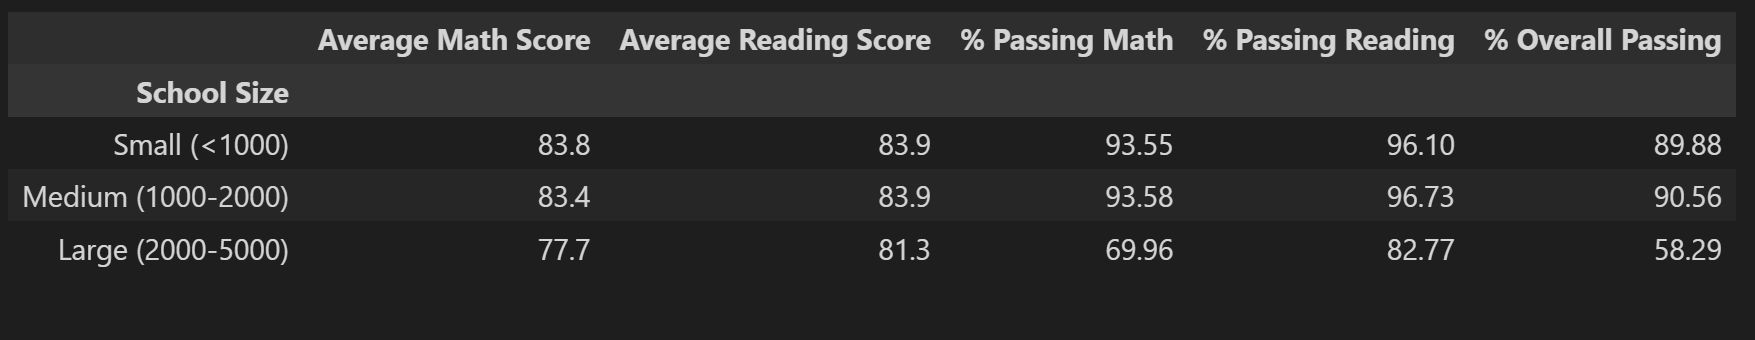 Average Math Score Average Reading Score % Passing Math % Passing Reading % Overall Passing
School Size
Small (<1000) 83.8 83.9 93.55 96.10 89.88
Medium (1000-2000) 83.4 83.9 93.58 96.73 90.56
Large (2000-5000) 77.7 81.3 69.96 82.77 58.29